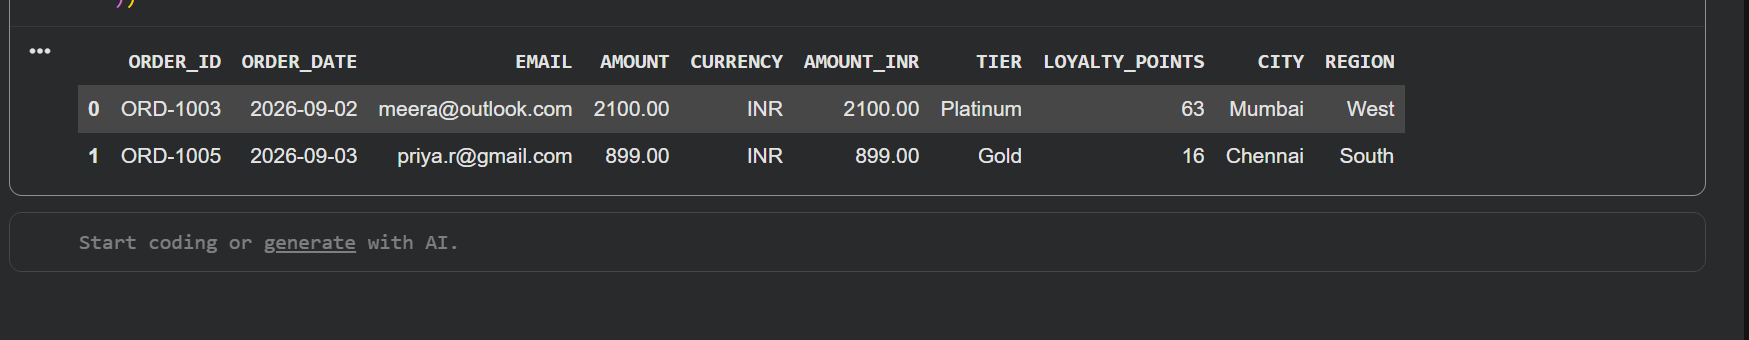 ))
••• ORDER_ID ORDER_DATE EMAIL AMOUNT CURRENCY AMOUNT_INR TIER LOYALTY_POINTS CITY REGION
0 ORD-1003 2026-09-02 meera@outlook.com 2100.00 INR 2100.00 Platinum 63 Mumbai West
1 ORD-1005 2026-09-03 priya.r@gmail.com 899.00 INR 899.00 Gold 16 Chennai South
Start coding or generate with AI.